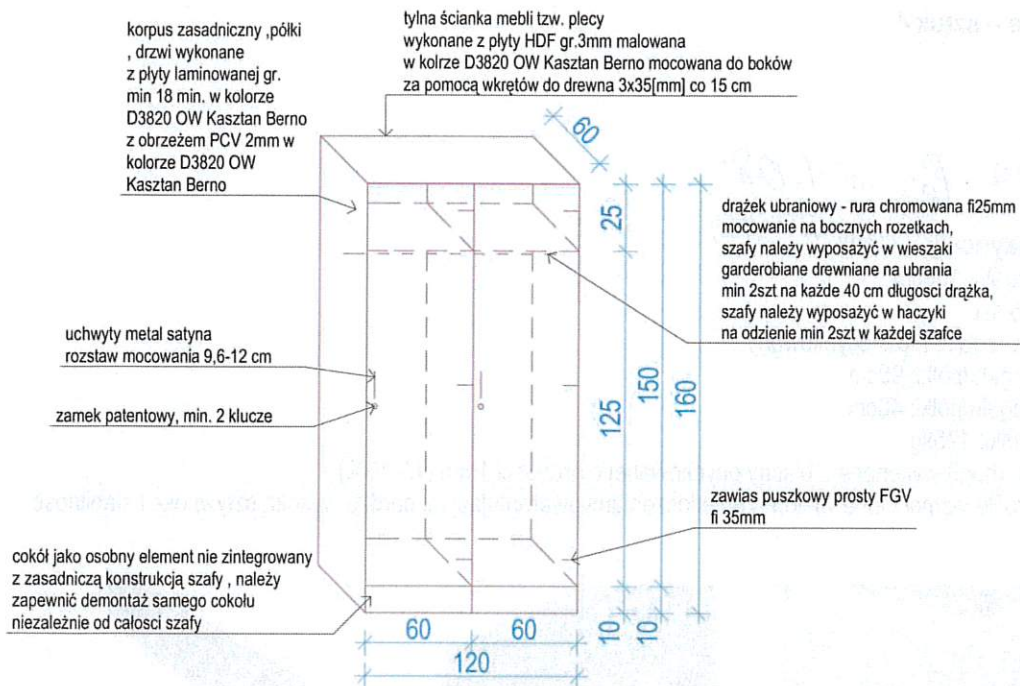 korpus zasadniczy ,półki
, drzwi wykonane
z płyty laminowanej gr.
min 18 min. w kolorze
D3820 OW Kasztan Berno
z obrzeżem PCV 2mm w
kolorze D3820 OW
Kasztan Berno
tylna ścianka mebli tzw. plecy
wykonane z płyty HDF gr.3mm malowana
w kolrze D3820 OW Kasztan Berno mocowana do boków
za pomocą wkrętów do drewna 3x35[mm] co 15 cm
60
25
125
150
160
10
10
drążek ubraniowy - rura chromowana fi25mm
mocowanie na bocznych rozetkach,
szafy należy wyposażyć w wieszaki
garderobiane drewniane na ubrania
min 2szt na każde 40 cm długosci drążka,
szafy należy wyposażyć w haczyki
na odzienie min 2szt w każdej szafce
uchwyty metal satyna
rozstaw mocowania 9,6-12 cm
zamek patentowy, min. 2 klucze
zawias puszkowy prosty FGV
fi 35mm
cokół jako osobny element nie zintegrowany
z zasadniczą konstrukcją szafy , należy
zapewnić demontaż samego cokołu
niezależnie od całosci szafy
60
60
120